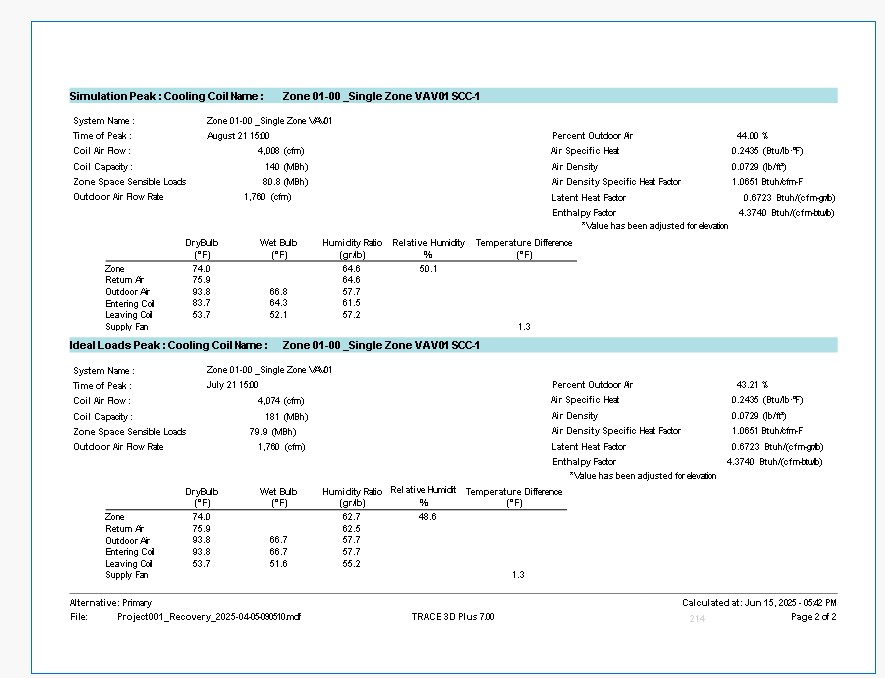 Simulation Peak : Cooling Coil Name : Zone 01-00 _Single Zone VAV01 SCC-1
System Name : Zone 01-00 _Single Zone VAV01
Time of Peak : August 21 15:00 Percent Outdoor Air 44.00 %
Coil Air Flow : 4,008 (cfm) Air Specific Heat 0.2435 (Btu/lb·°F)
Coil Capacity : 140 (MBh) Air Density 0.0729 (lb/ft³)
Zone Space Sensible Loads 80.8 (MBh) Air Density Specific Heat Factor 1.0651 Btuh/cfm-F
Outdoor Air Flow Rate 1,760 (cfm) Latent Heat Factor 0.6723 Btuh/(cfm-gr/lb)
Enthalpy Factor 4.3740 Btuh/(cfm-btu/lb)
*Value has been adjusted for elevation
DryBulb Wet Bulb Humidity Ratio Relative Humidity Temperature Difference
(°F) (°F) (gr/lb) % (°F)
Zone 74.0 64.6 50.1
Return Air 75.9 64.6
Outdoor Air 93.8 66.8 57.7
Entering Coil 83.7 64.3 61.5
Leaving Coil 53.7 52.1 57.2
Supply Fan 1.3
Ideal Loads Peak : Cooling Coil Name : Zone 01-00 _Single Zone VAV01 SCC-1
System Name : Zone 01-00 _Single Zone VAV01
Time of Peak : July 21 15:00 Percent Outdoor Air 43.21 %
Coil Air Flow : 4,074 (cfm) Air Specific Heat 0.2435 (Btu/lb·°F)
Coil Capacity : 181 (MBh) Air Density 0.0729 (lb/ft³)
Zone Space Sensible Loads 79.9 (MBh) Air Density Specific Heat Factor 1.0651 Btuh/cfm-F
Outdoor Air Flow Rate 1,760 (cfm) Latent Heat Factor 0.6723 Btuh/(cfm-gr/lb)
Enthalpy Factor 4.3740 Btuh/(cfm-btu/lb)
*Value has been adjusted for elevation
DryBulb Wet Bulb Humidity Ratio Relative Humidit Temperature Difference
(°F) (°F) (gr/lb) % (°F)
Zone 74.0 62.7 48.6
Return Air 75.9 62.5
Outdoor Air 93.8 66.7 57.7
Entering Coil 93.8 66.7 57.7
Leaving Coil 53.7 51.6 55.2
Supply Fan 1.3
Alternative: Primary Calculated at: Jun 15, 2025 - 05:42 PM
File: Project001_Recovery_2025-04-05-090510.mdf TRACE 3D Plus 7.00 214 Page 2 of 2